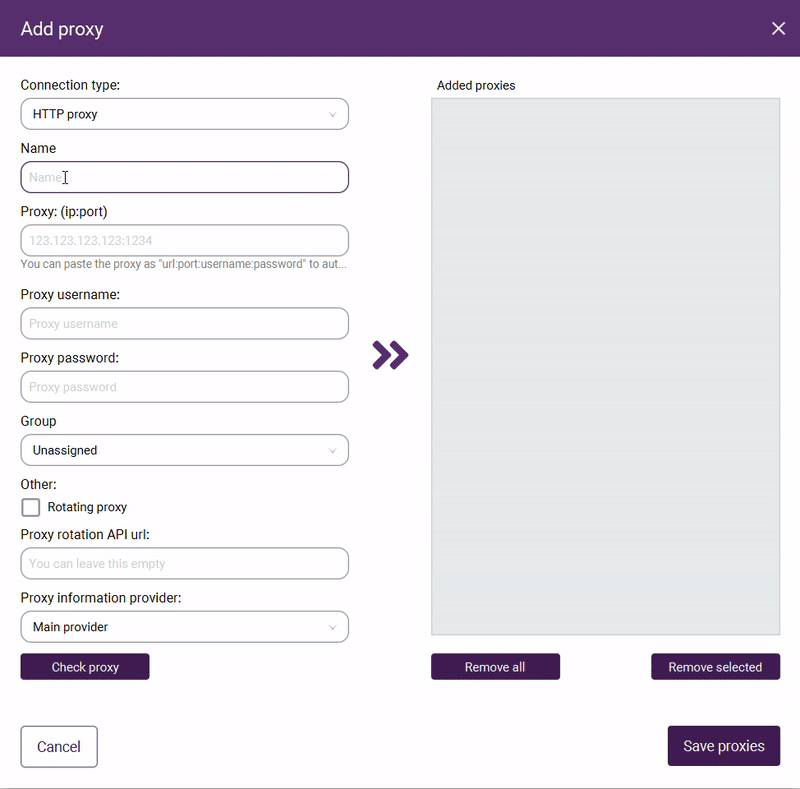 Add proxy
Connection type:
HTTP proxy
Name
Name
Proxy: (ip:port)
123.123.123.123:1234
You can paste the proxy as "url:port:username:password" to aut...
Proxy username:
Proxy username
Proxy password:
Proxy password
Group
Unassigned
Other:
Rotating proxy
Proxy rotation API url:
You can leave this empty
Proxy information provider:
Main provider
Check proxy
Added proxies
Remove all
Remove selected
Cancel
Save proxies